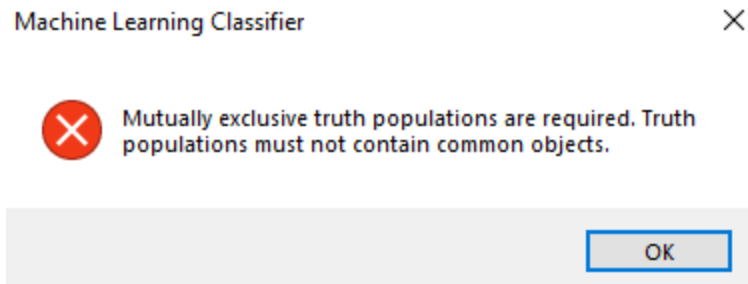 Machine Learning Classifier
Mutually exclusive truth populations are required. Truth
populations must not contain common objects.
OK